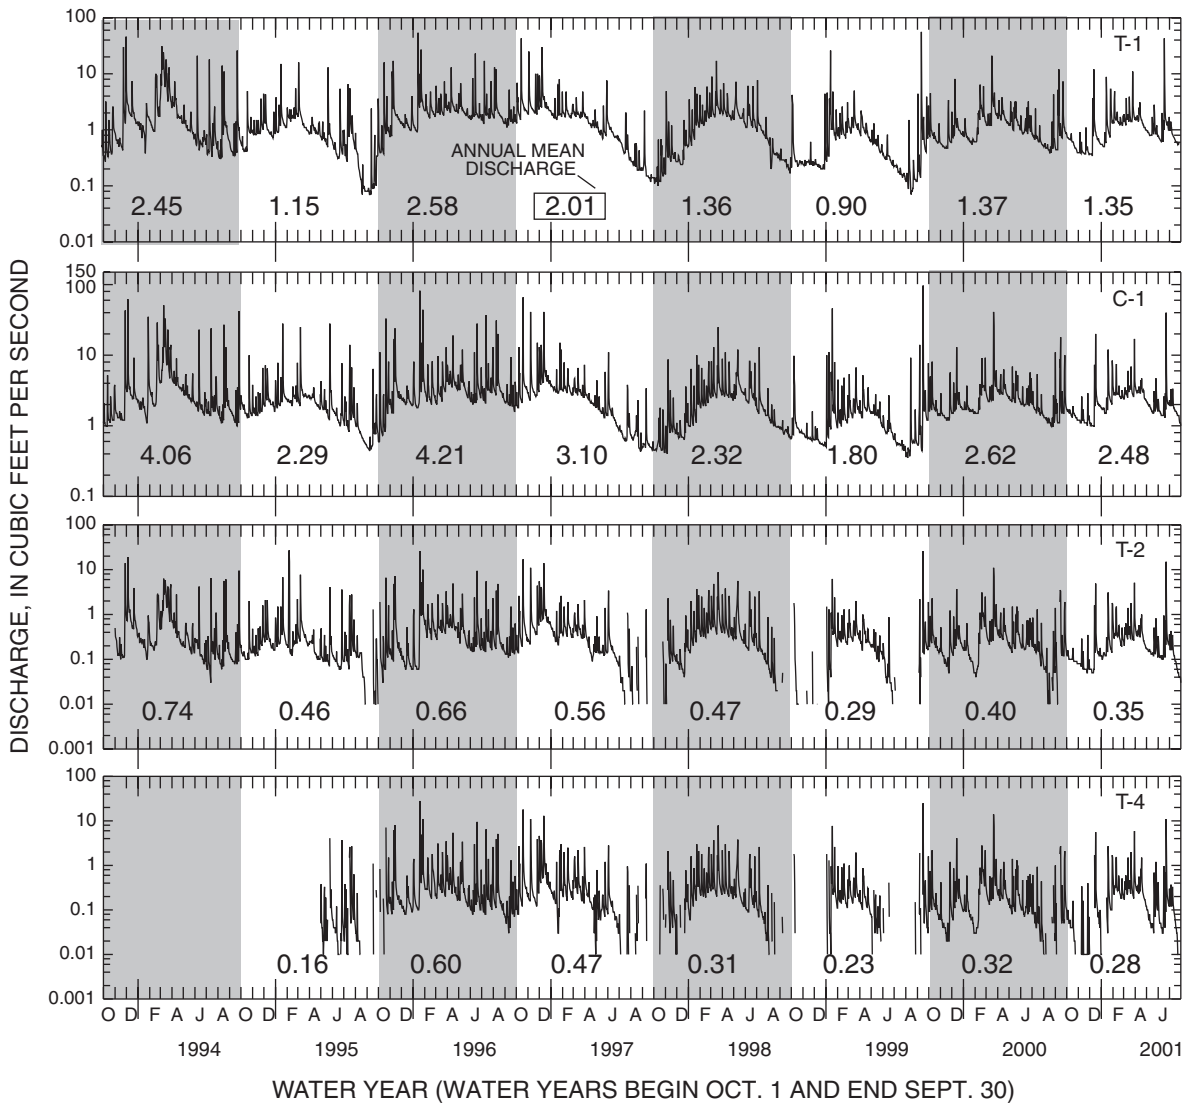 100
T-1
10
1
ANNUAL MEAN
DISCHARGE
0.1
2.45 1.15 2.58 2.01 1.36 0.90 1.37 1.35
0.01
150
100
C-1
10
1
4.06 2.29 4.21 3.10 2.32 1.80 2.62 2.48
0.1
100
T-2
10
1
0.1
0.01
0.74 0.46 0.66 0.56 0.47 0.29 0.40 0.35
0.001
100
T-4
10
1
0.1
0.01
0.16 0.60 0.47 0.31 0.23 0.32 0.28
0.001
DISCHARGE, IN CUBIC FEET PER SECOND
O D F A J A O D F A J A O D F A J A O D F A J A O D F A J A O D F A J A O D F A J A O D F A J
1994 1995 1996 1997 1998 1999 2000 2001
WATER YEAR (WATER YEARS BEGIN OCT. 1 AND END SEPT. 30)